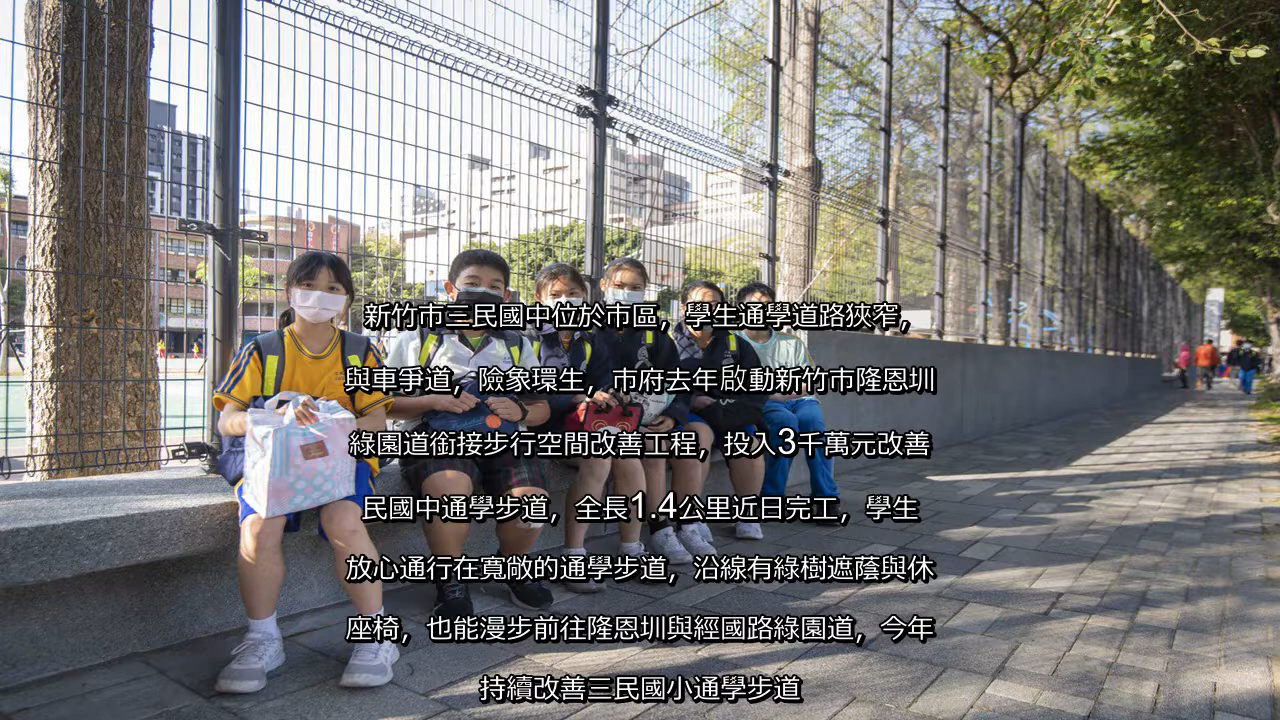 新竹市三民國中位於市區，學生通學道路狹窄，
與車爭道，險象環生，市府去年啟動新竹市隆恩圳
綠園道銜接步行空間改善工程，投入3千萬元改善
民國中通學步道，全長1.4公里近日完工，學生
放心通行在寬敞的通學步道，沿線有綠樹遮蔭與休
座椅，也能漫步前往隆恩圳與經國路綠園道，今年
持續改善三民國小通學步道